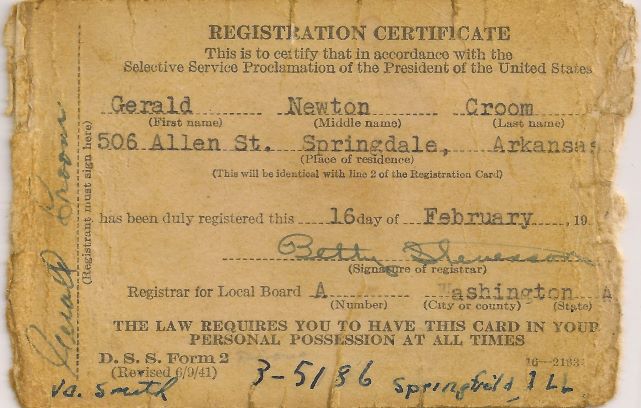 REGISTRATION CERTIFICATE
This is to certify that in accordance with the
Selective Service Proclamation of the President of the United States
Gerald Newton Croom
(First name) (Middle name) (Last name)
506 Allen St. Springdale, Arkansas
(Place of residence)
(This will be identical with line 2 of the Registration Card)
has been duly registered this 16 day of February, 19
Betty Stevenson
(Signature of registrar)
Registrar for Local Board A Washington A
(Number) (City or county) (State)
THE LAW REQUIRES YOU TO HAVE THIS CARD IN YOUR
PERSONAL POSSESSION AT ALL TIMES
D. S. S. Form 2
(Revised 6/9/41) 16—2163
Smith 3-5186 Springfield Ill
Gerald Croom
(Registrant must sign here)